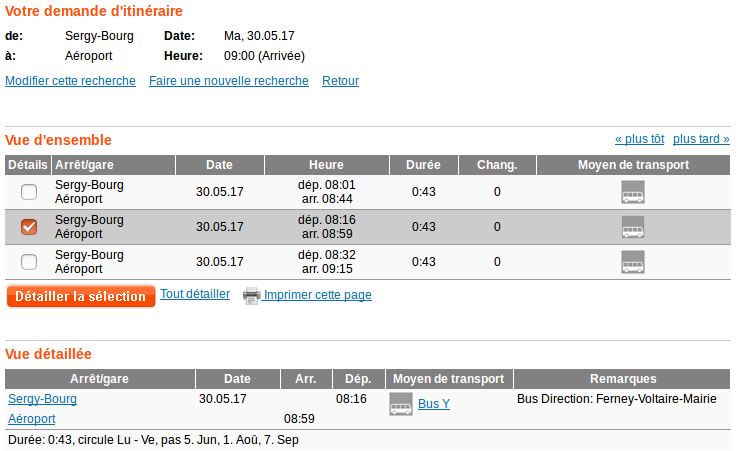 Votre demande d'itinéraire
de: Sergy-Bourg Date: Ma, 30.05.17
à: Aéroport Heure: 09:00 (Arrivée)
Modifier cette recherche Faire une nouvelle recherche Retour
Vue d'ensemble « plus tôt plus tard »
Détails Arrêt/gare Date Heure Durée Chang. Moyen de transport
Sergy-Bourg dép. 08:01
30.05.17 0:43 0
Aéroport arr. 08:44
Sergy-Bourg dép. 08:16
30.05.17 0:43 0
Aéroport arr. 08:59
Sergy-Bourg dép. 08:32
30.05.17 0:43 0
Aéroport arr. 09:15
Détailler la sélection Tout détailler Imprimer cette page
Vue détaillée
Arrêt/gare Date Arr. Dép. Moyen de transport Remarques
Sergy-Bourg 30.05.17 08:16 Bus Y Bus Direction: Ferney-Voltaire-Mairie
Aéroport 08:59
Durée: 0:43, circule Lu - Ve, pas 5. Jun, 1. Aoû, 7. Sep